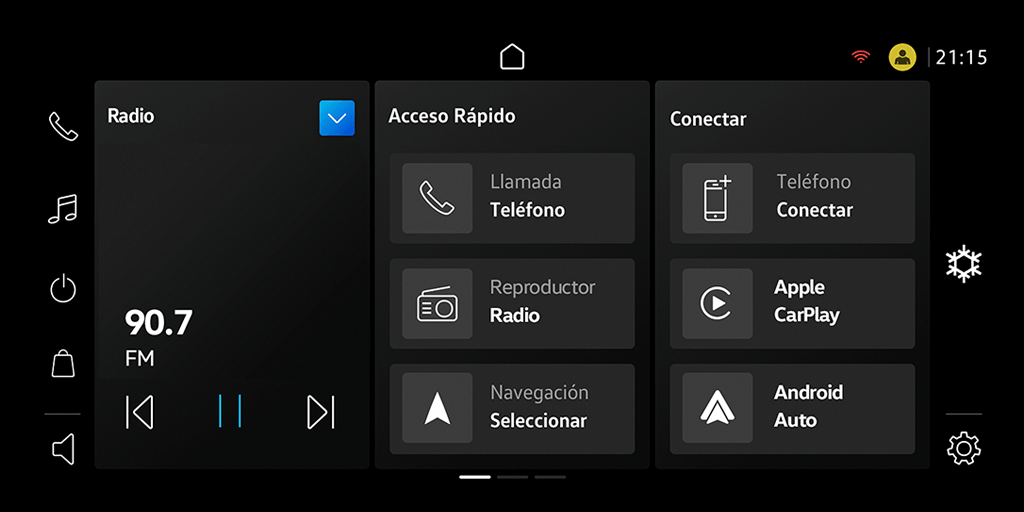 21:15
Radio
90.7
FM
Acceso Rápido
Llamada
Teléfono
Reproductor
Radio
Navegación
Seleccionar
Conectar
Teléfono
Conectar
Apple
CarPlay
Android
Auto